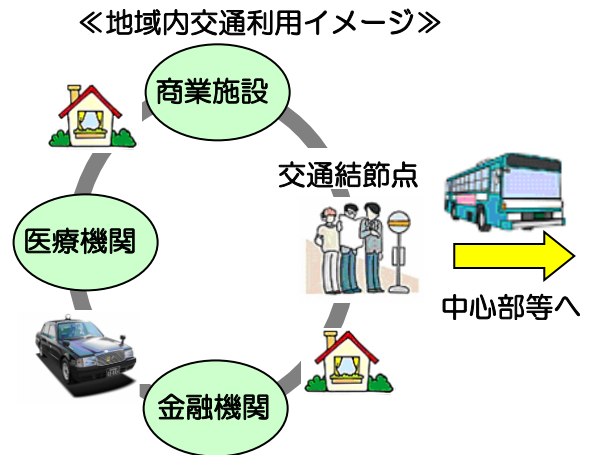 ≪地域内交通利用イメージ≫
商業施設
交通結節点
医療機関
中心部等へ
金融機関